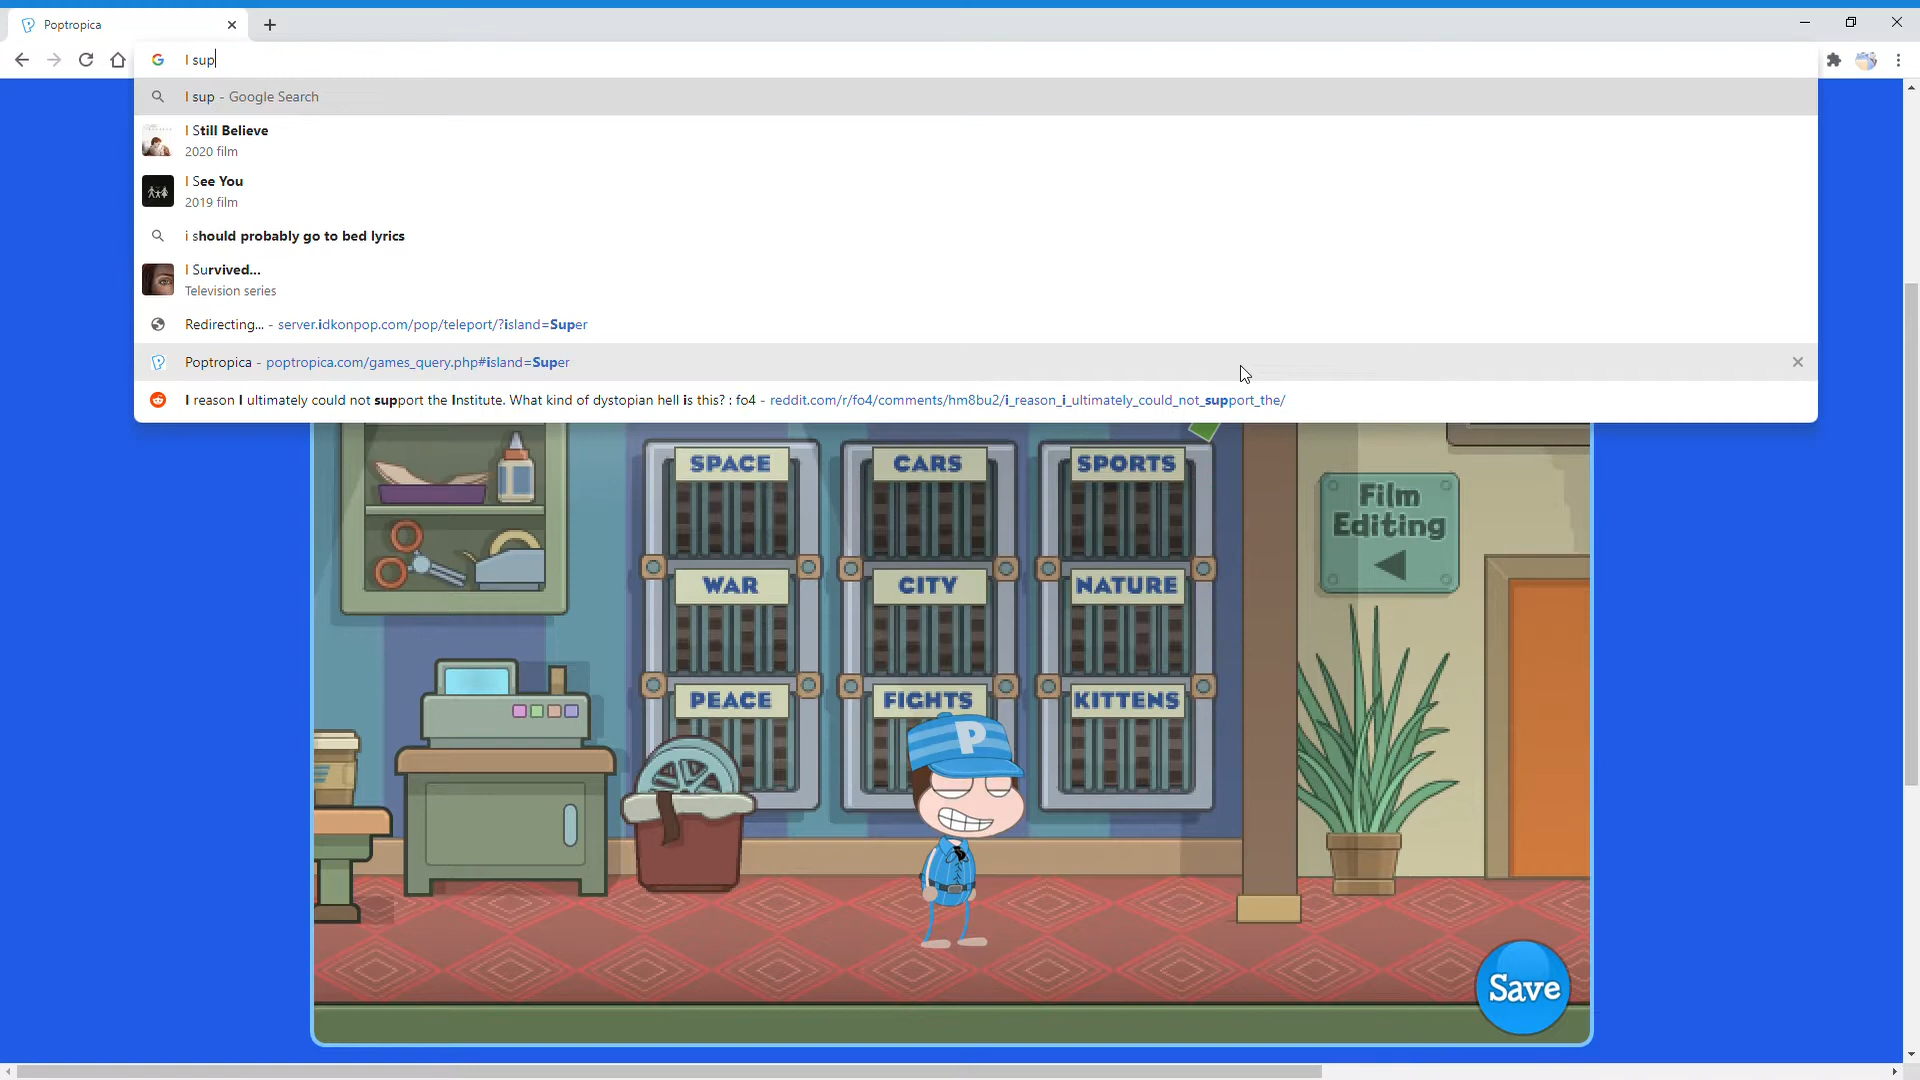 Poptropica
I sup
I sup - Google Search
I Still Believe
2020 film
I See You
2019 film
i should probably go to bed lyrics
I Survived...
Television series
Redirecting... - server.idkonpop.com/pop/teleport/?island=Super
Poptropica - poptropica.com/games_query.php#island=Super
I reason I ultimately could not support the Institute. What kind of dystopian hell is this? : fo4 - reddit.com/r/fo4/comments/hm8bu2/i_reason_i_ultimately_could_not_support_the/
SPACE CARS SPORTS
Film
Editing
WAR CITY NATURE
PEACE FIGHTS KITTENS
P
Save